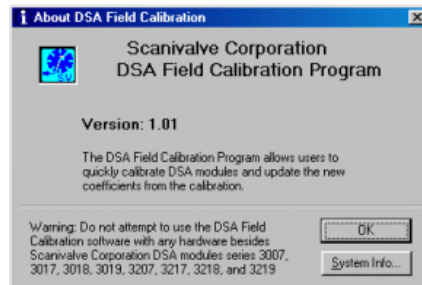 About DSA Field Calibration
Scanivalve Corporation
DSA Field Calibration Program
Version: 1.01
The DSA Field Calibration Program allows users to
quickly calibrate DSA modules and update the new
coefficients from the calibration.
Warning: Do not attempt to use the DSA Field
Calibration software with any hardware besides
Scanivalve Corporation DSA modules series 3007,
3017, 3018, 3019, 3207, 3217, 3218, and 3219
OK
System Info...